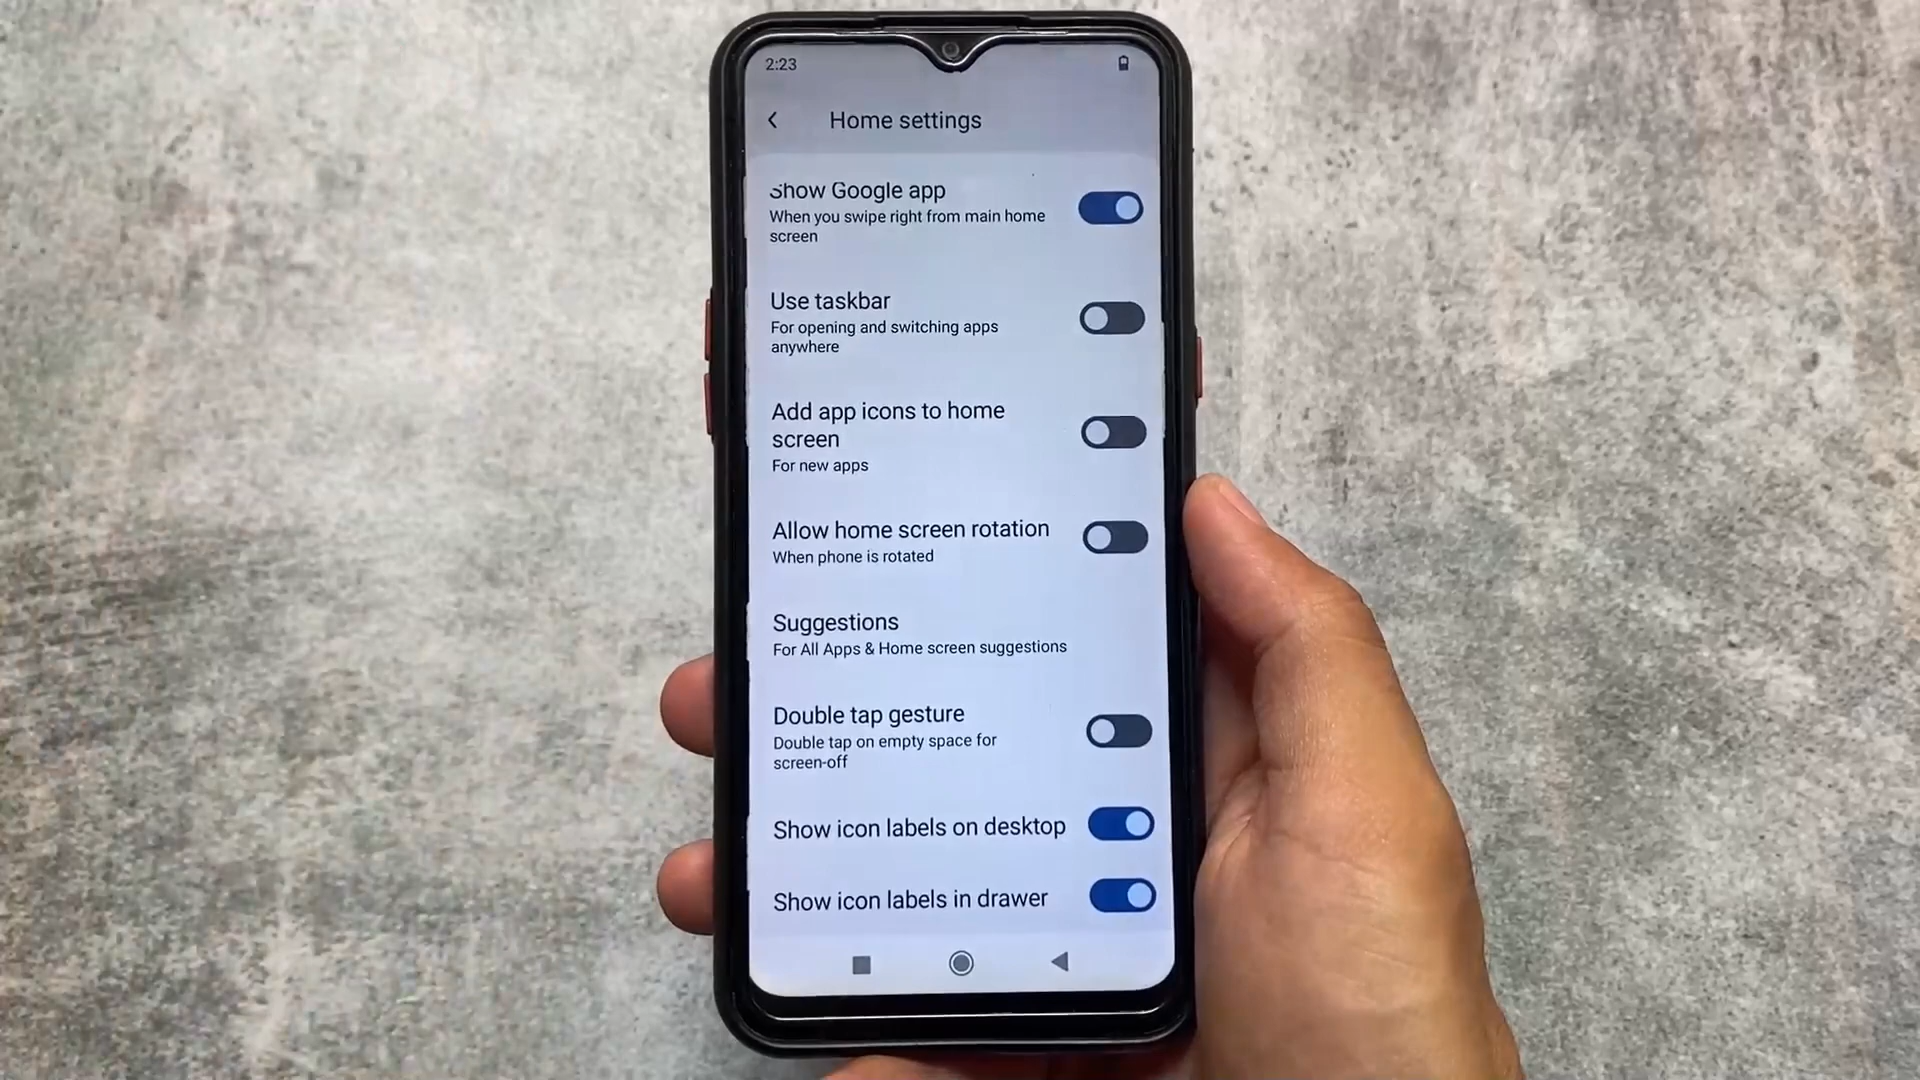 2:23
Home settings
Show Google app
When you swipe right from main home
screen
Use taskbar
For opening and switching apps
anywhere
Add app icons to home
screen
For new apps
Allow home screen rotation
When phone is rotated
Suggestions
For All Apps & Home screen suggestions
Double tap gesture
Double tap on empty space for
screen-off
Show icon labels on desktop
Show icon labels in drawer